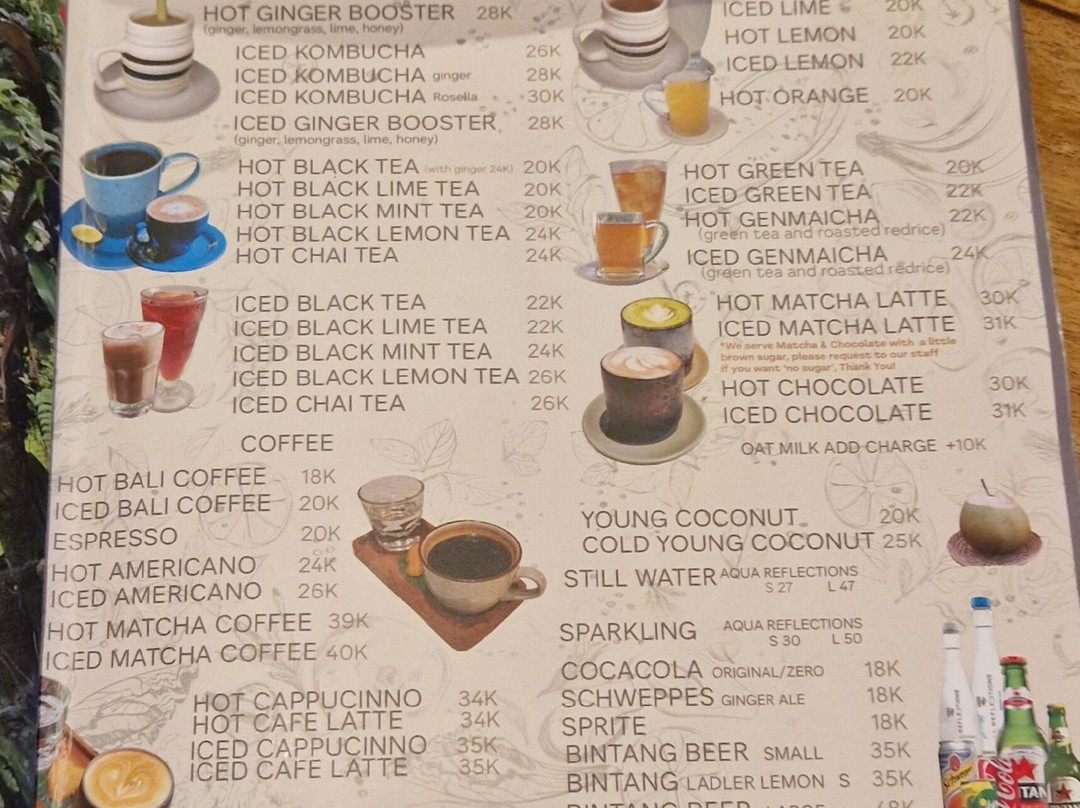 HOT GINGER BOOSTER 28K
(ginger, lemongrass, lime, honey)
ICED KOMBUCHA 26K
ICED KOMBUCHA ginger 28K
ICED KOMBUCHA Rosella 30K
ICED GINGER BOOSTER 28K
(ginger, lemongrass, lime, honey)
HOT BLACK TEA (with ginger 24K) 20K
HOT BLACK LIME TEA 20K
HOT BLACK MINT TEA 20K
HOT BLACK LEMON TEA 24K
HOT CHAI TEA 24K
ICED BLACK TEA 22K
ICED BLACK LIME TEA 22K
ICED BLACK MINT TEA 24K
ICED BLACK LEMON TEA 26K
ICED CHAI TEA 26K
COFFEE
HOT BALI COFFEE 18K
ICED BALI COFFEE 20K
ESPRESSO 20K
HOT AMERICANO 24K
ICED AMERICANO 26K
HOT MATCHA COFFEE 39K
ICED MATCHA COFFEE 40K
HOT CAPPUCINNO 34K
HOT CAFE LATTE 34K
ICED CAPPUCINNO 35K
ICED CAFE LATTE 35K
ICED LIME 20K
HOT LEMON 20K
ICED LEMON 22K
HOT ORANGE 20K
HOT GREEN TEA 20K
ICED GREEN TEA 22K
HOT GENMAICHA 22K
(green tea and roasted redrice)
ICED GENMAICHA 24K
(green tea and roasted redrice)
HOT MATCHA LATTE 30K
ICED MATCHA LATTE 31K
*We serve Matcha & Chocolate with a little
brown sugar, please request to our staff
if you want 'no sugar', Thank You!
HOT CHOCOLATE 30K
ICED CHOCOLATE 31K
OAT MILK ADD CHARGE +10K
YOUNG COCONUT 20K
COLD YOUNG COCONUT 25K
STILL WATER AQUA REFLECTIONS
S 27 L 47
SPARKLING AQUA REFLECTIONS
S 30 L 50
COCACOLA ORIGINAL/ZERO 18K
SCHWEPPES GINGER ALE 18K
SPRITE 18K
BINTANG BEER SMALL 35K
BINTANG LADLER LEMON S 35K
BINTANG BEER LARGE